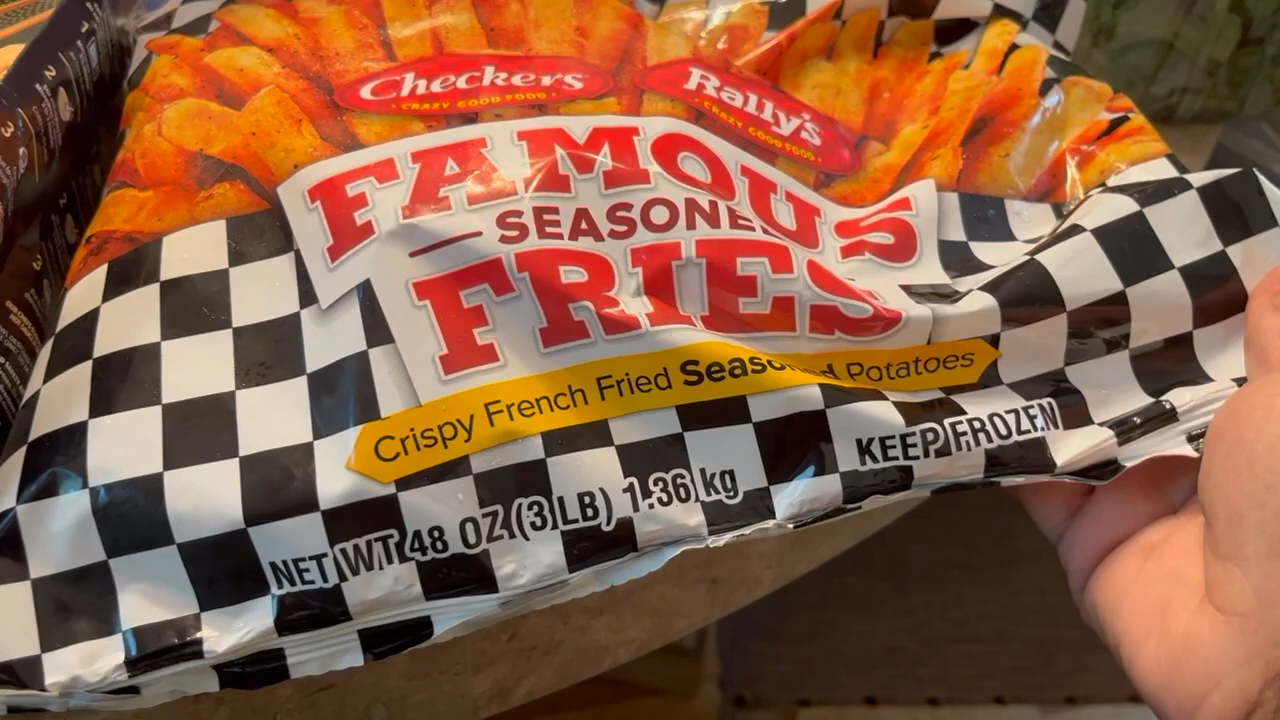 Checkers
• CRAZY GOOD FOOD •
Rally's
• CRAZY GOOD FOOD •
FAMOUS
SEASONED
FRIES
Crispy French Fried Seasoned Potatoes
KEEP FROZEN
NET WT 48 OZ (3 LB) 1.36 kg